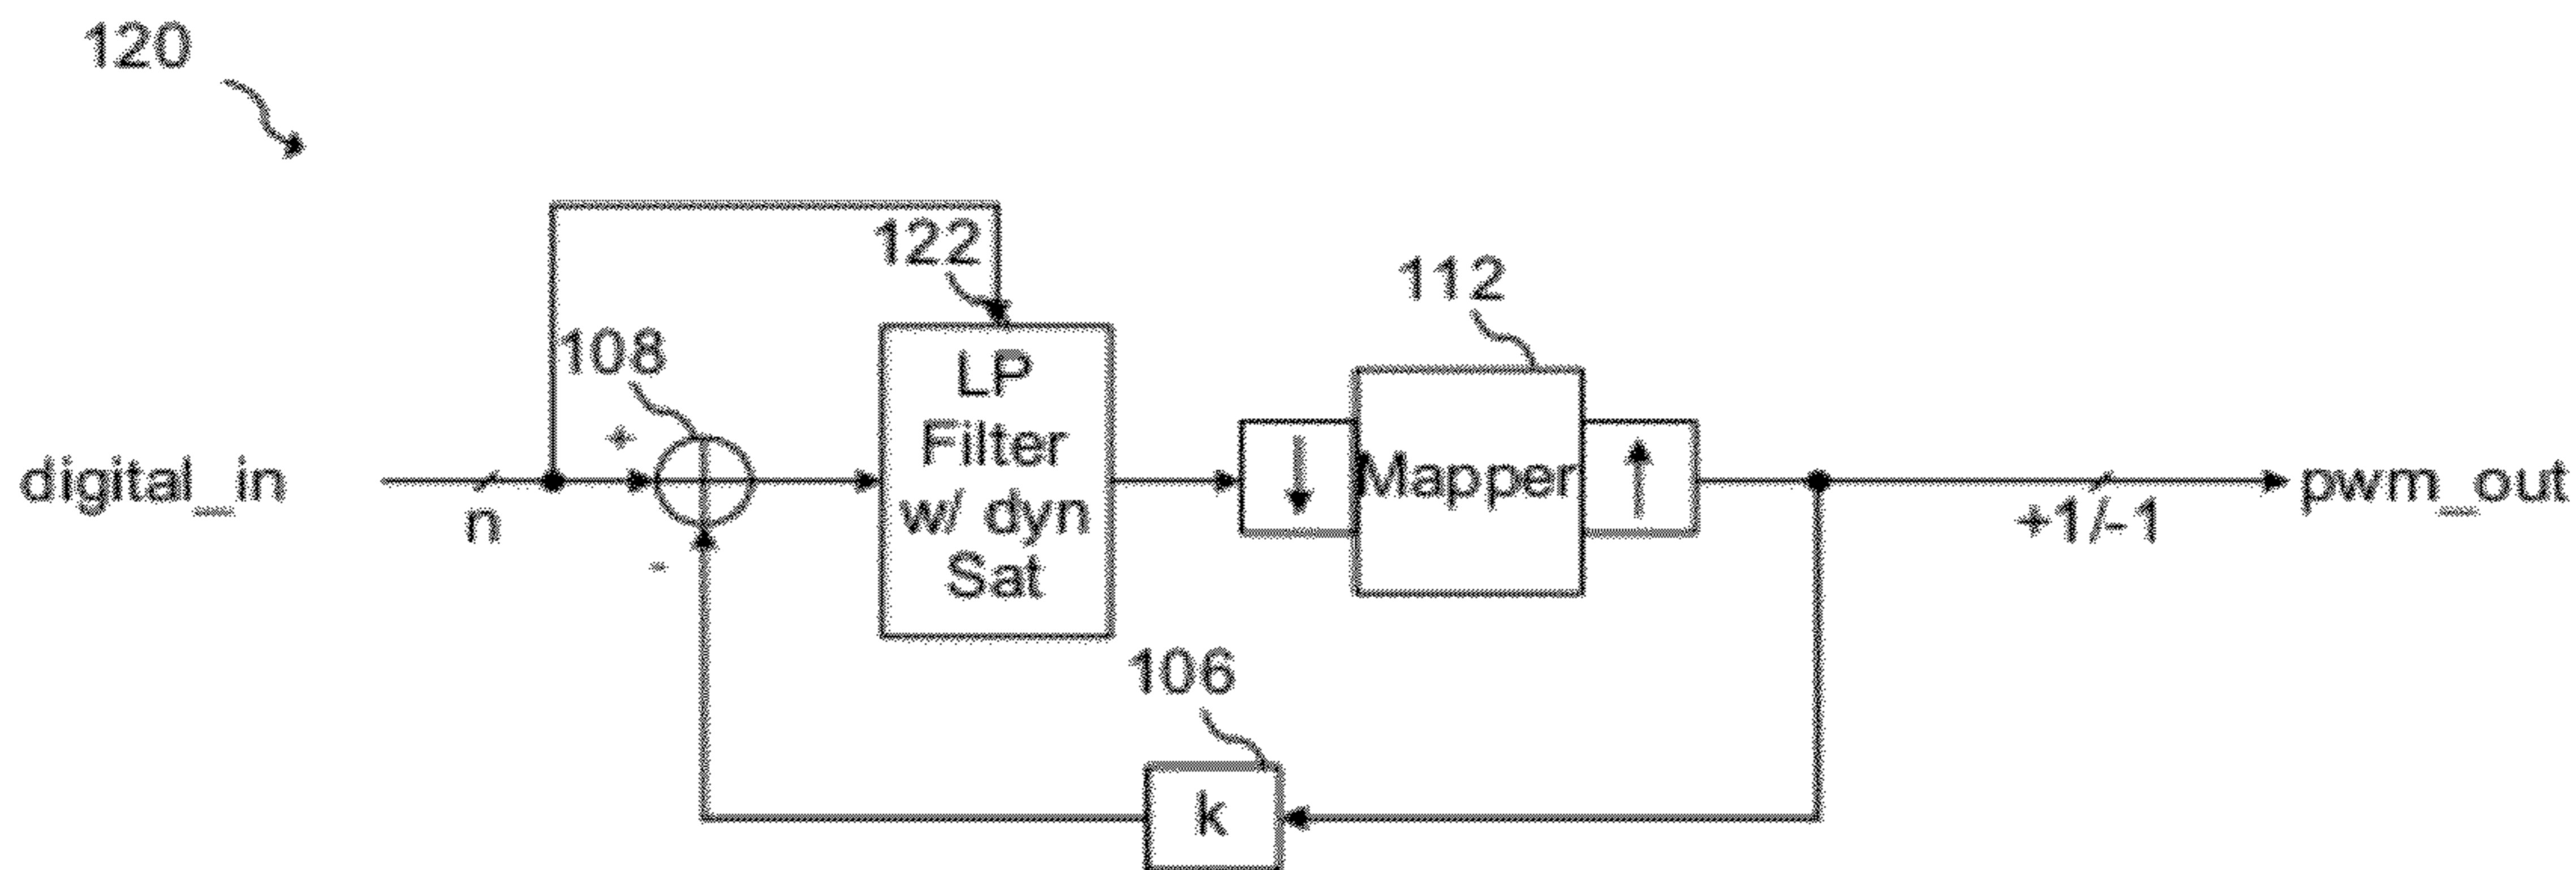 120
122
112
108
LP
Filter
w/ dyn
Sat
+
digital_in
n
Mapper
pwm_out
+1/-1
-
106
k